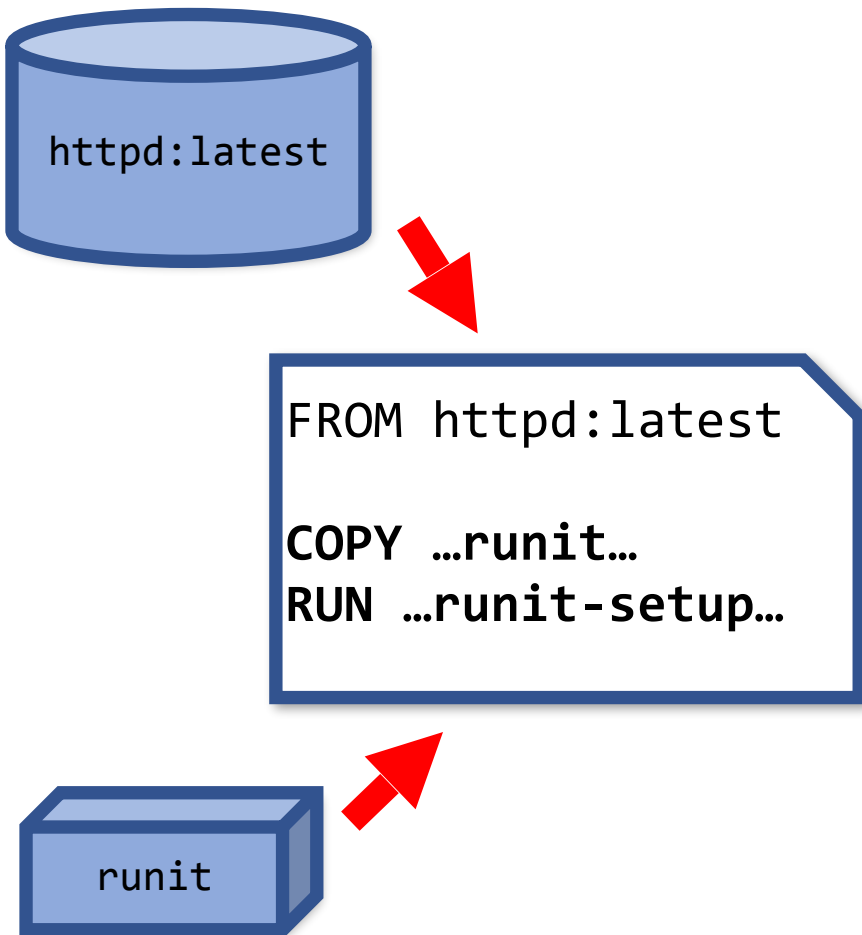 httpd:latest
FROM httpd:latest
COPY …runit…
RUN …runit-setup…
runit